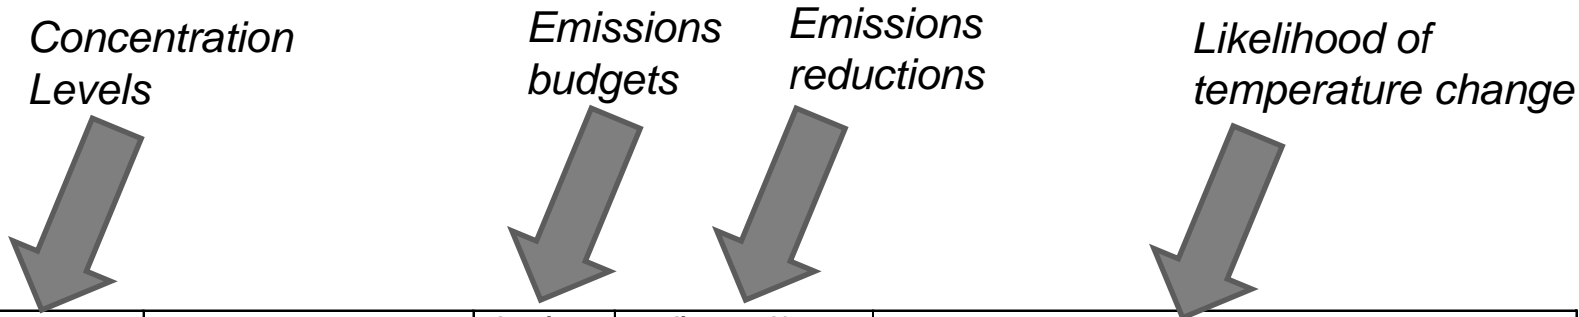 Concentration
Levels
Emissions
budgets
Emissions
reductions
Likelihood of
temperature change